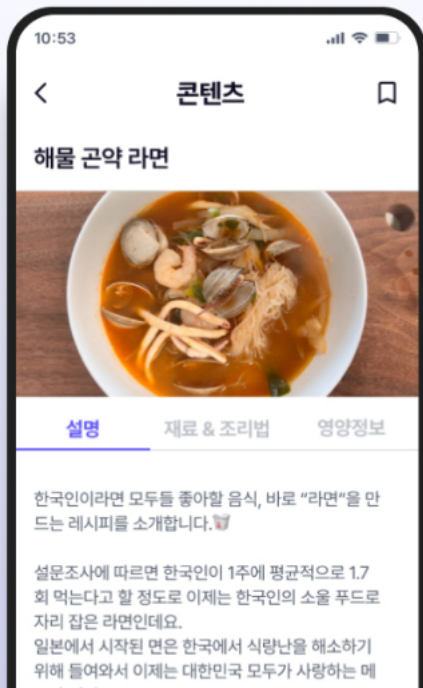 10:53
콘텐츠
해물 곤약 라면
설명 재료 & 조리법 영양정보
한국인이라면 모두들 좋아할 음식, 바로 “라면“을 만
드는 레시피를 소개합니다.
설문조사에 따르면 한국인이 1주에 평균적으로 1.7
회 먹는다고 할 정도로 이제는 한국인의 소울 푸드로
자리 잡은 라면인데요.
일본에서 시작된 면은 한국에서 식량난을 해소하기
위해 들여와서 이제는 대한민국 모두가 사랑하는 메